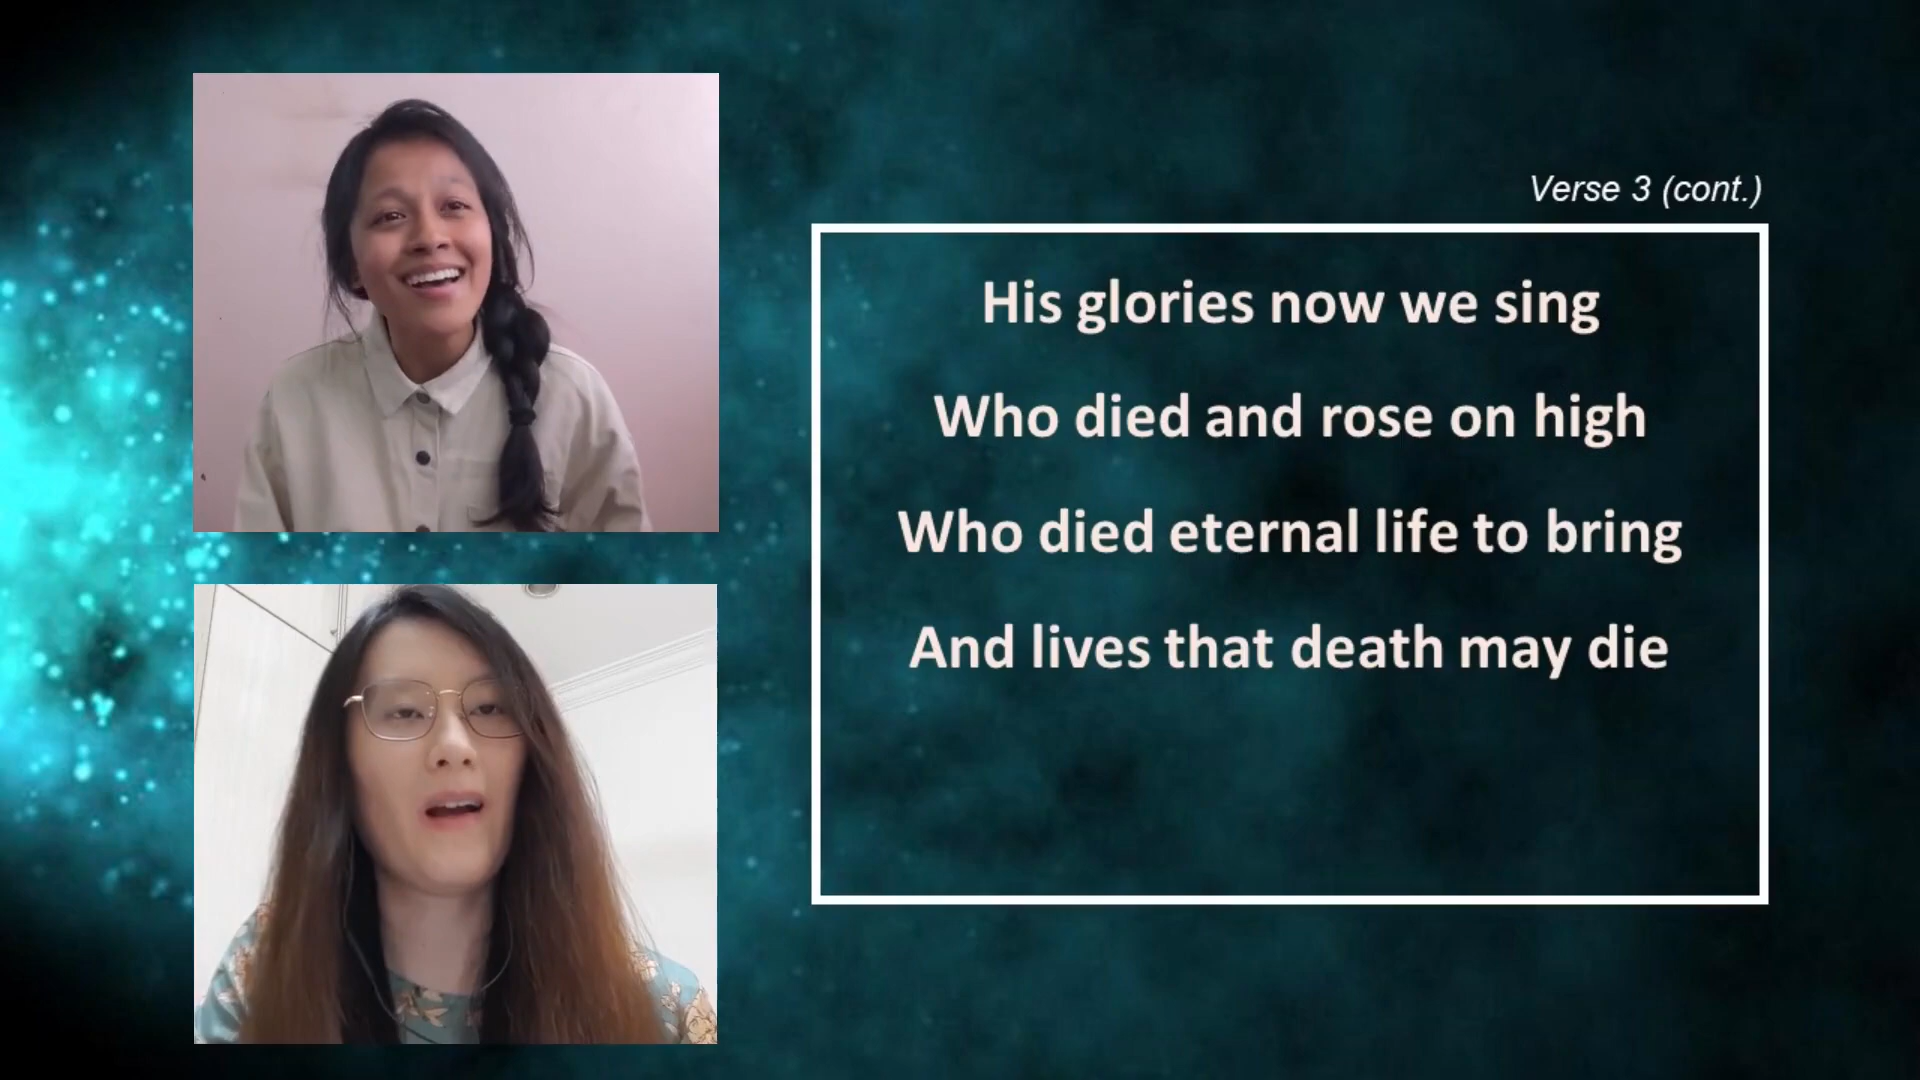 Verse 3 (cont.)
His glories now we sing
Who died and rose on high
Who died eternal life to bring
And lives that death may die